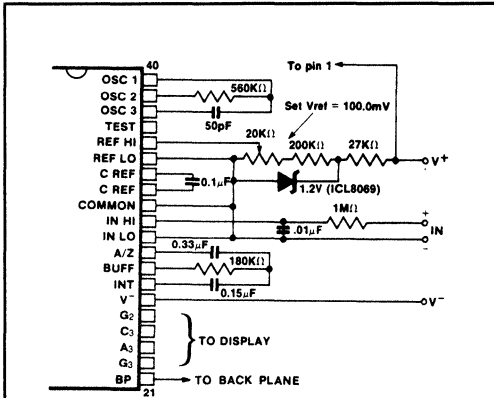 40
To pin 1
OSC 1
560KΩ
OSC 2
Set Vref = 100.0mV
OSC 3
50pF
TEST
20KΩ
REF HI
200KΩ
27KΩ
REF LO
V+
C REF
0.1µF
1.2V (ICL8069)
C REF
COMMON
1MΩ
+
IN HI
.01µF
IN
IN LO
-
0.33µF
A/Z
BUFF
180KΩ
INT
0.15µF
V-
V-
G2
C3
TO DISPLAY
A3
G3
BP
TO BACK PLANE
21